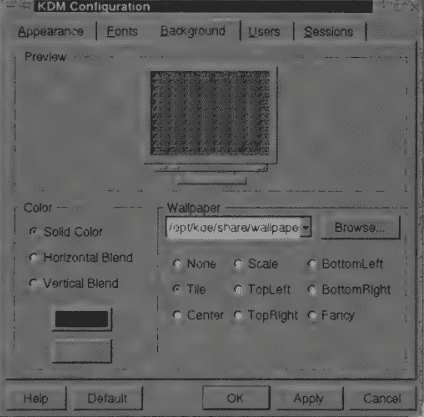 KDM Configuration
Appearance Fonts Background Users Sessions
Preview
Color
Wallpaper
/opt/kde/share/wallpape
Browse...
Solid Color
Horizontal Blend
Vertical Blend
None Scale BottomLeft
Tile TopLeft BottomRight
Center TopRight Fancy
Help Default OK Apply Cancel